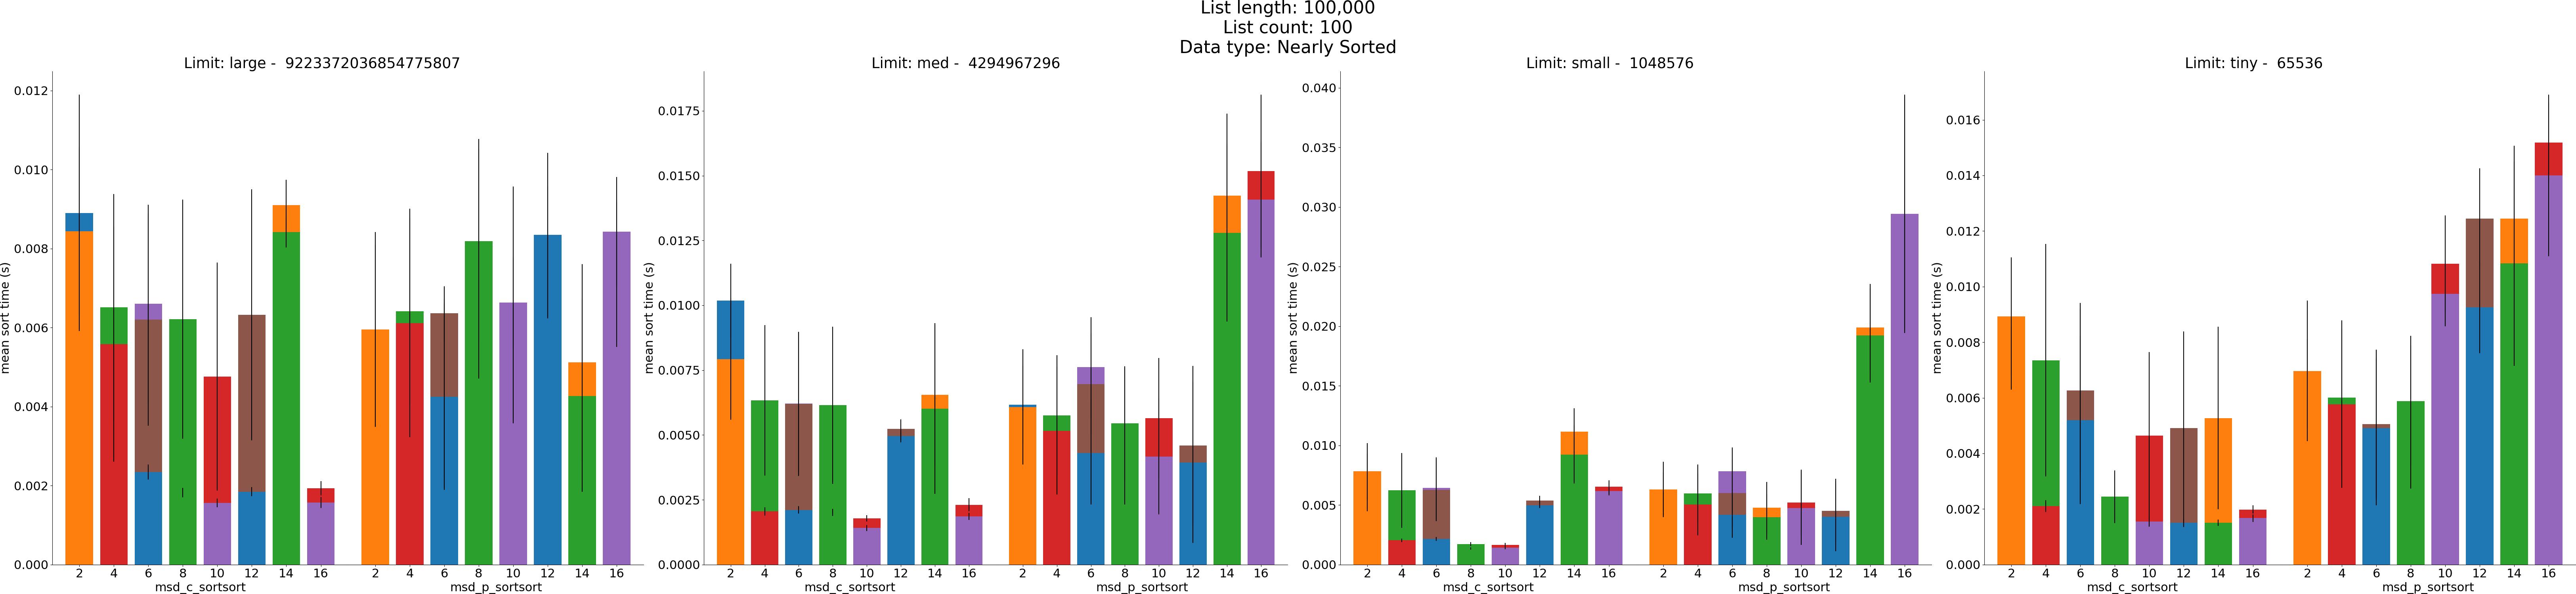 List length: 100,000
List count: 100
Data type: Nearly Sorted
Limit: large -  9223372036854775807
mean sort time (s)
0.012
0.010
0.008
0.006
0.004
0.002
0.000
2 4 6 8 10 12 14 16 2 4 6 8 10 12 14 16
msd_c_sortsort msd_p_sortsort
Limit: med -  4294967296
mean sort time (s)
0.0175
0.0150
0.0125
0.0100
0.0075
0.0050
0.0025
0.0000
2 4 6 8 10 12 14 16 2 4 6 8 10 12 14 16
msd_c_sortsort msd_p_sortsort
Limit: small -  1048576
mean sort time (s)
0.040
0.035
0.030
0.025
0.020
0.015
0.010
0.005
0.000
2 4 6 8 10 12 14 16 2 4 6 8 10 12 14 16
msd_c_sortsort msd_p_sortsort
Limit: tiny -  65536
mean sort time (s)
0.016
0.014
0.012
0.010
0.008
0.006
0.004
0.002
0.000
2 4 6 8 10 12 14 16 2 4 6 8 10 12 14 16
msd_c_sortsort msd_p_sortsort